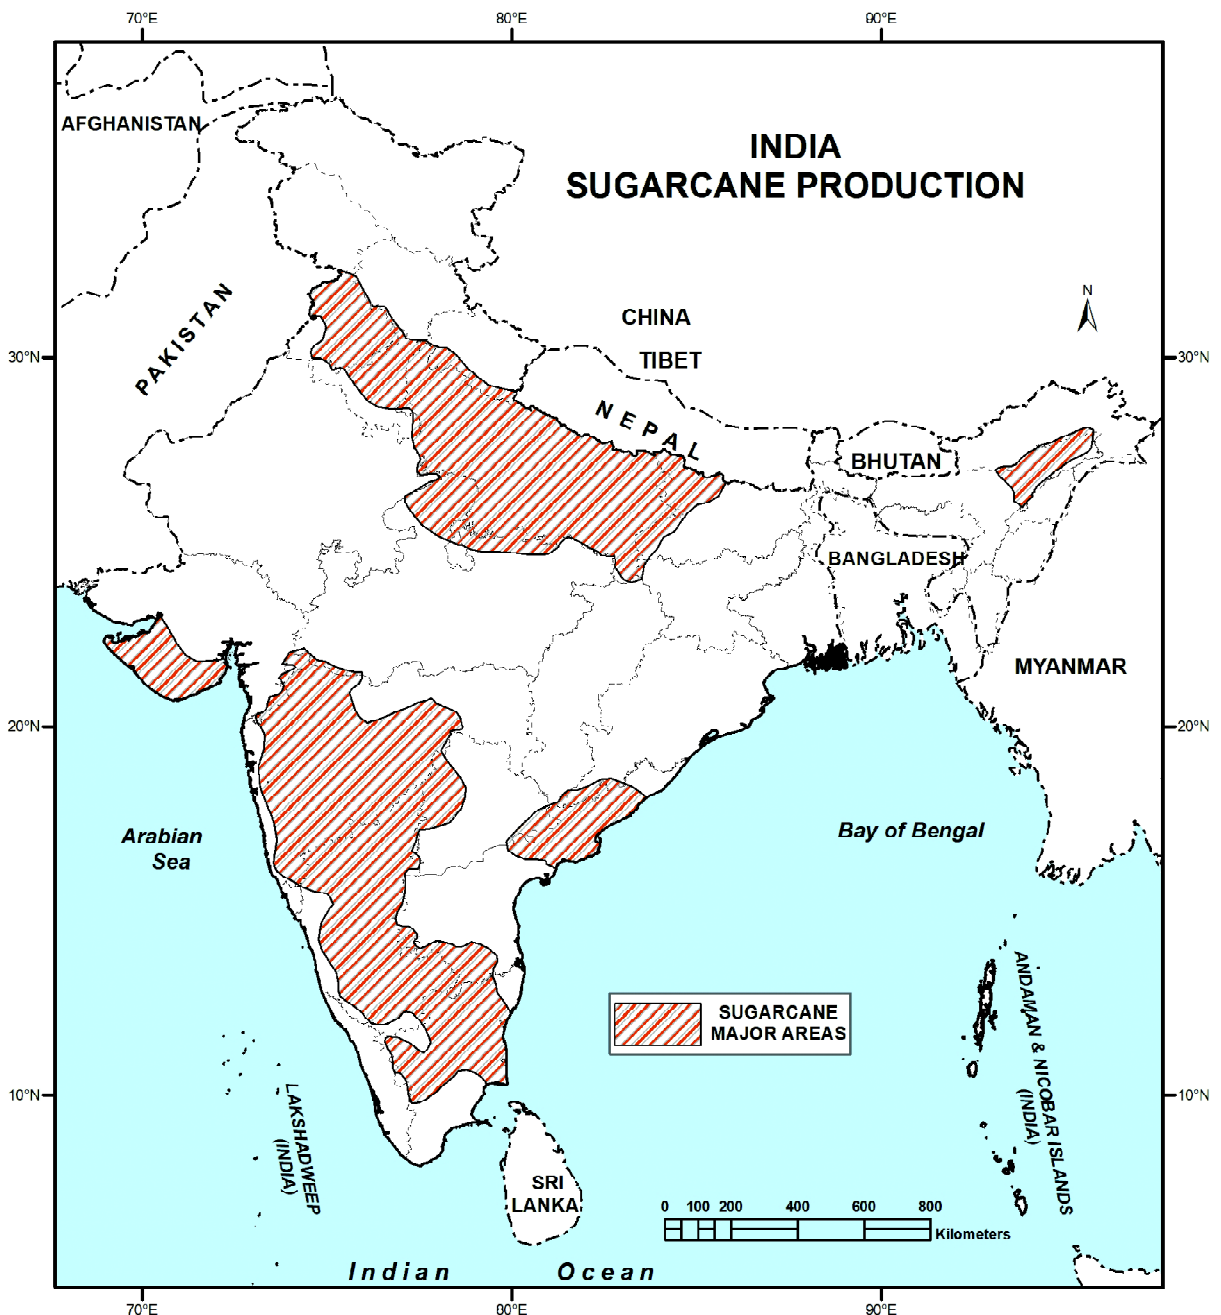 70°E 80°E 90°E
AFGHANISTAN
INDIA
SUGARCANE PRODUCTION
PAKISTAN
N
CHINA
TIBET
30°N 30°N
NEPAL
BHUTAN
BANGLADESH
MYANMAR
20°N 20°N
Arabian
Sea
Bay of Bengal
SUGARCANE
MAJOR AREAS
ANDAMAN & NICOBAR ISLANDS
(INDIA)
10°N 10°N
LAKSHADWEEP
(INDIA)
SRI
LANKA
0 100 200 400 600 800
Kilometers
Indian Ocean
70°E 80°E 90°E